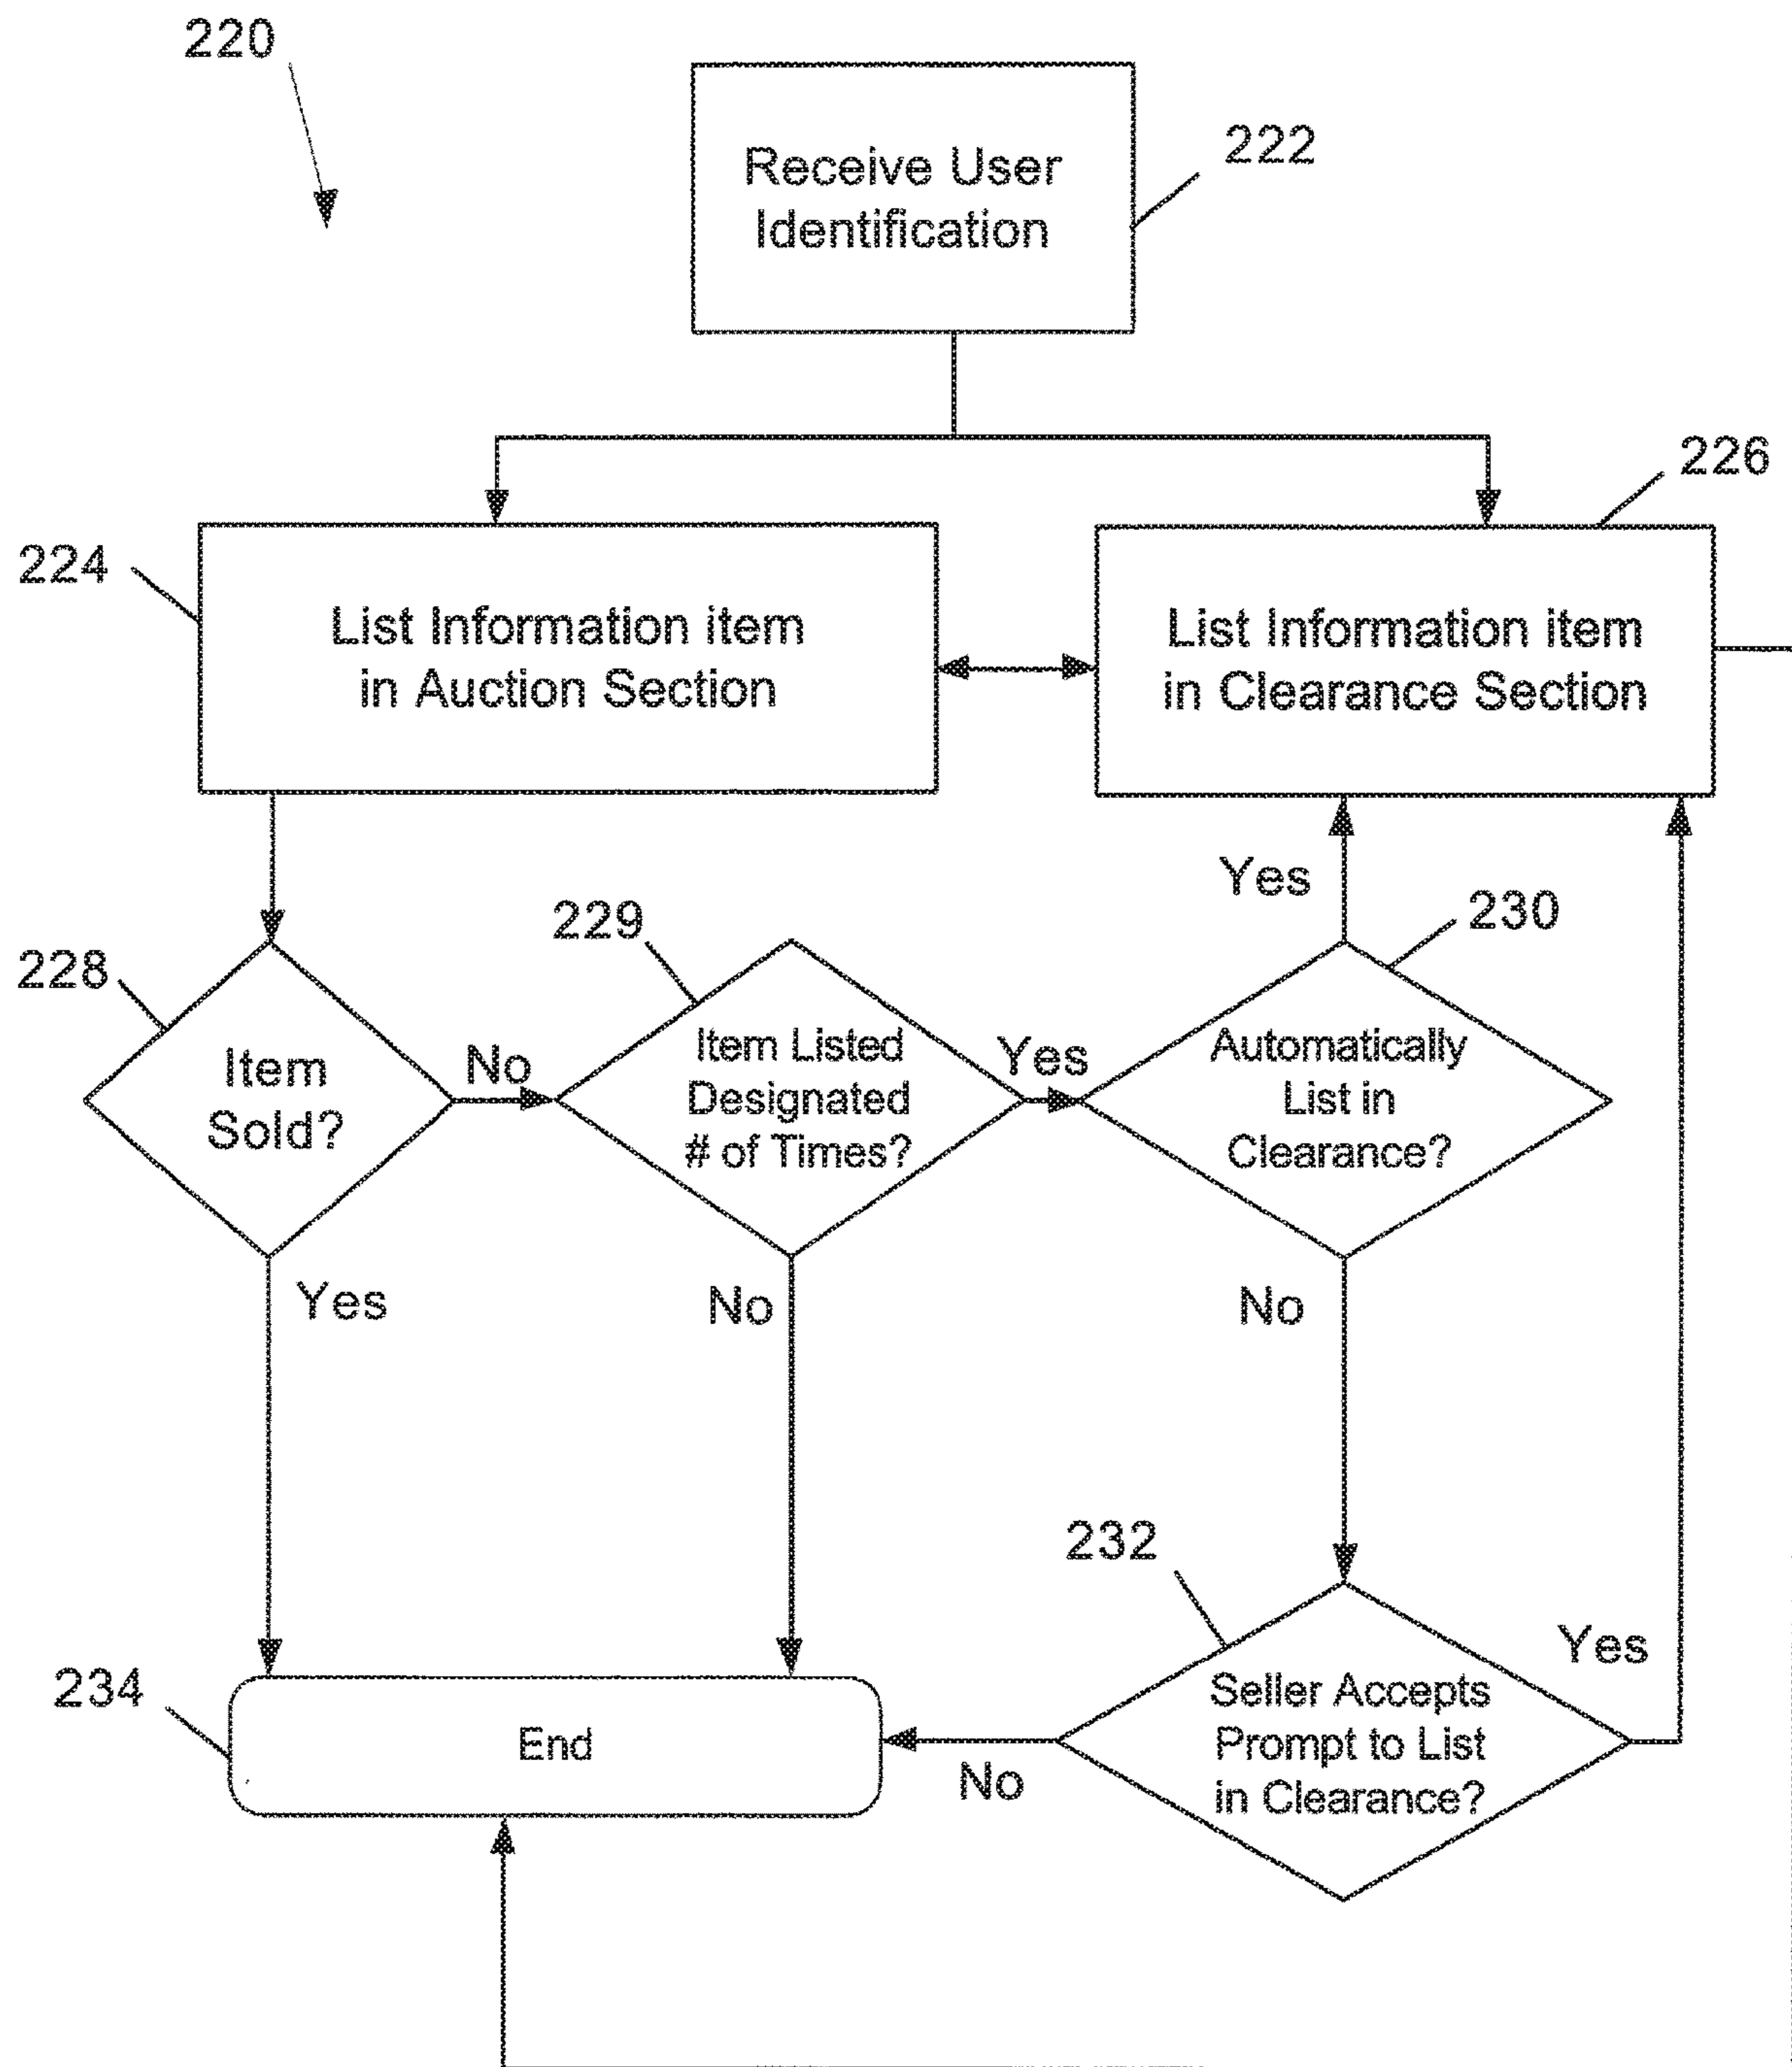 220
Receive User
Identification
222
226
224
List Information item
in Auction Section
List Information item
in Clearance Section
Yes
229
230
228
Item
Sold?
No
Item Listed
Designated
# of Times?
Yes
Automatically
List in
Clearance?
Yes
No
No
232
Yes
234
End
No
Seller Accepts
Prompt to List
in Clearance?